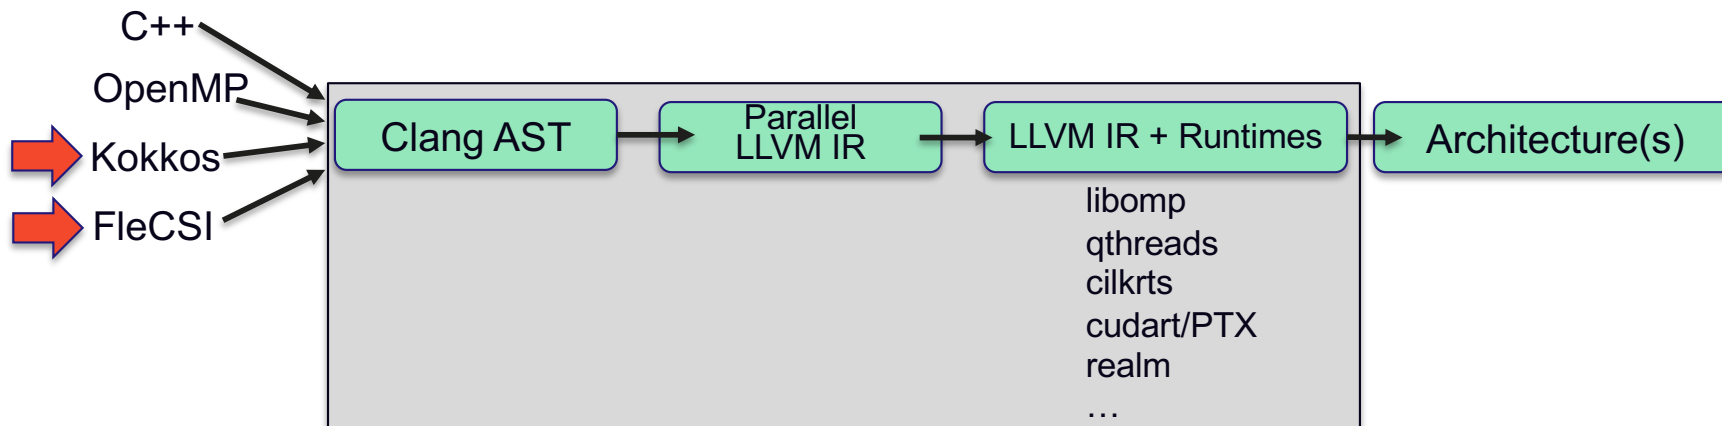 C++
OpenMP
Kokkos
FleCSI
Clang AST
Parallel
LLVM IR
LLVM IR + Runtimes
Architecture(s)
libomp
qthreads
cilkrts
cudart/PTX
realm
…